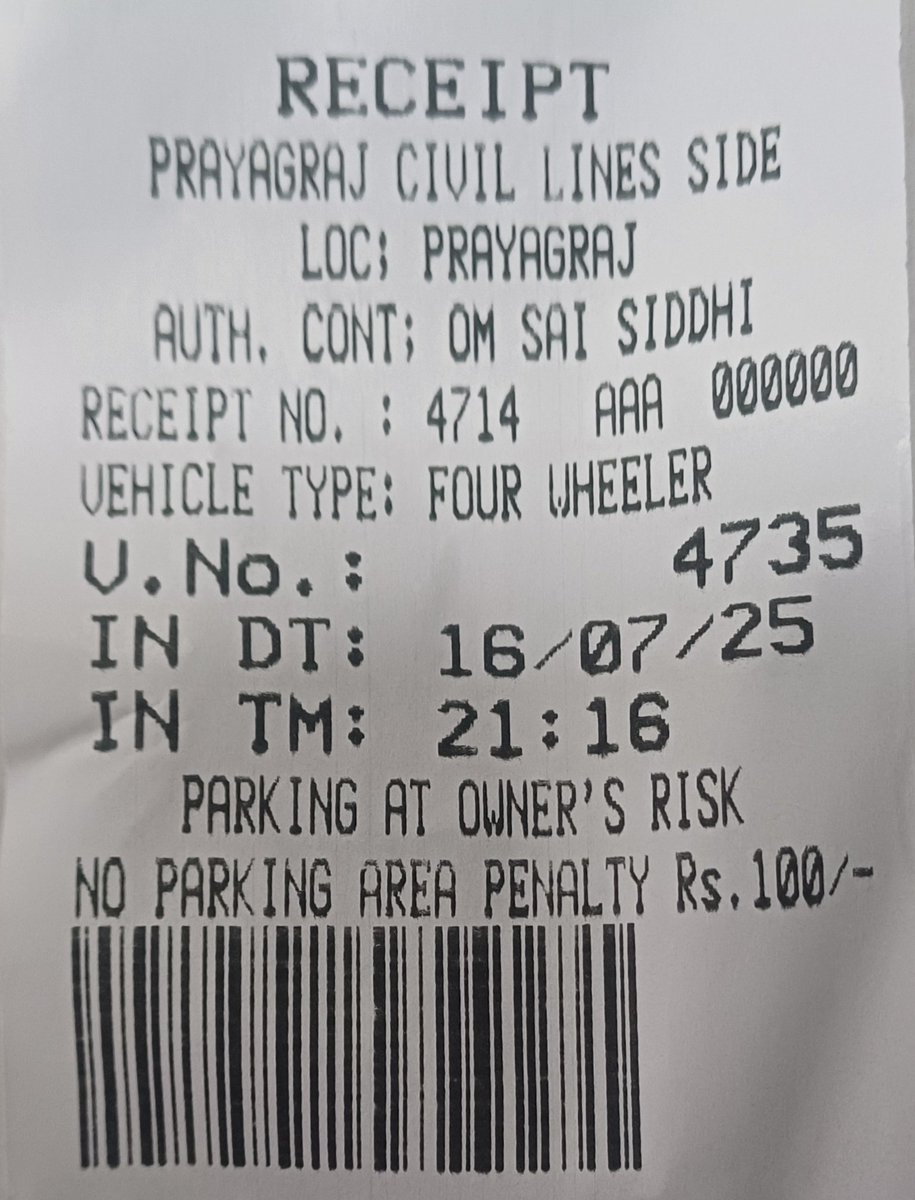 RECEIPT
PRAYAGRAJ CIVIL LINES SIDE
LOC; PRAYAGRAJ
AUTH. CONT; OM SAI SIDDHI
RECEIPT NO. : 4714 AAA 000000
VEHICLE TYPE: FOUR WHEELER
V.No.: 4735
IN DT: 16/07/25
IN TM: 21:16
PARKING AT OWNER'S RISK
NO PARKING AREA PENALTY Rs.100/-